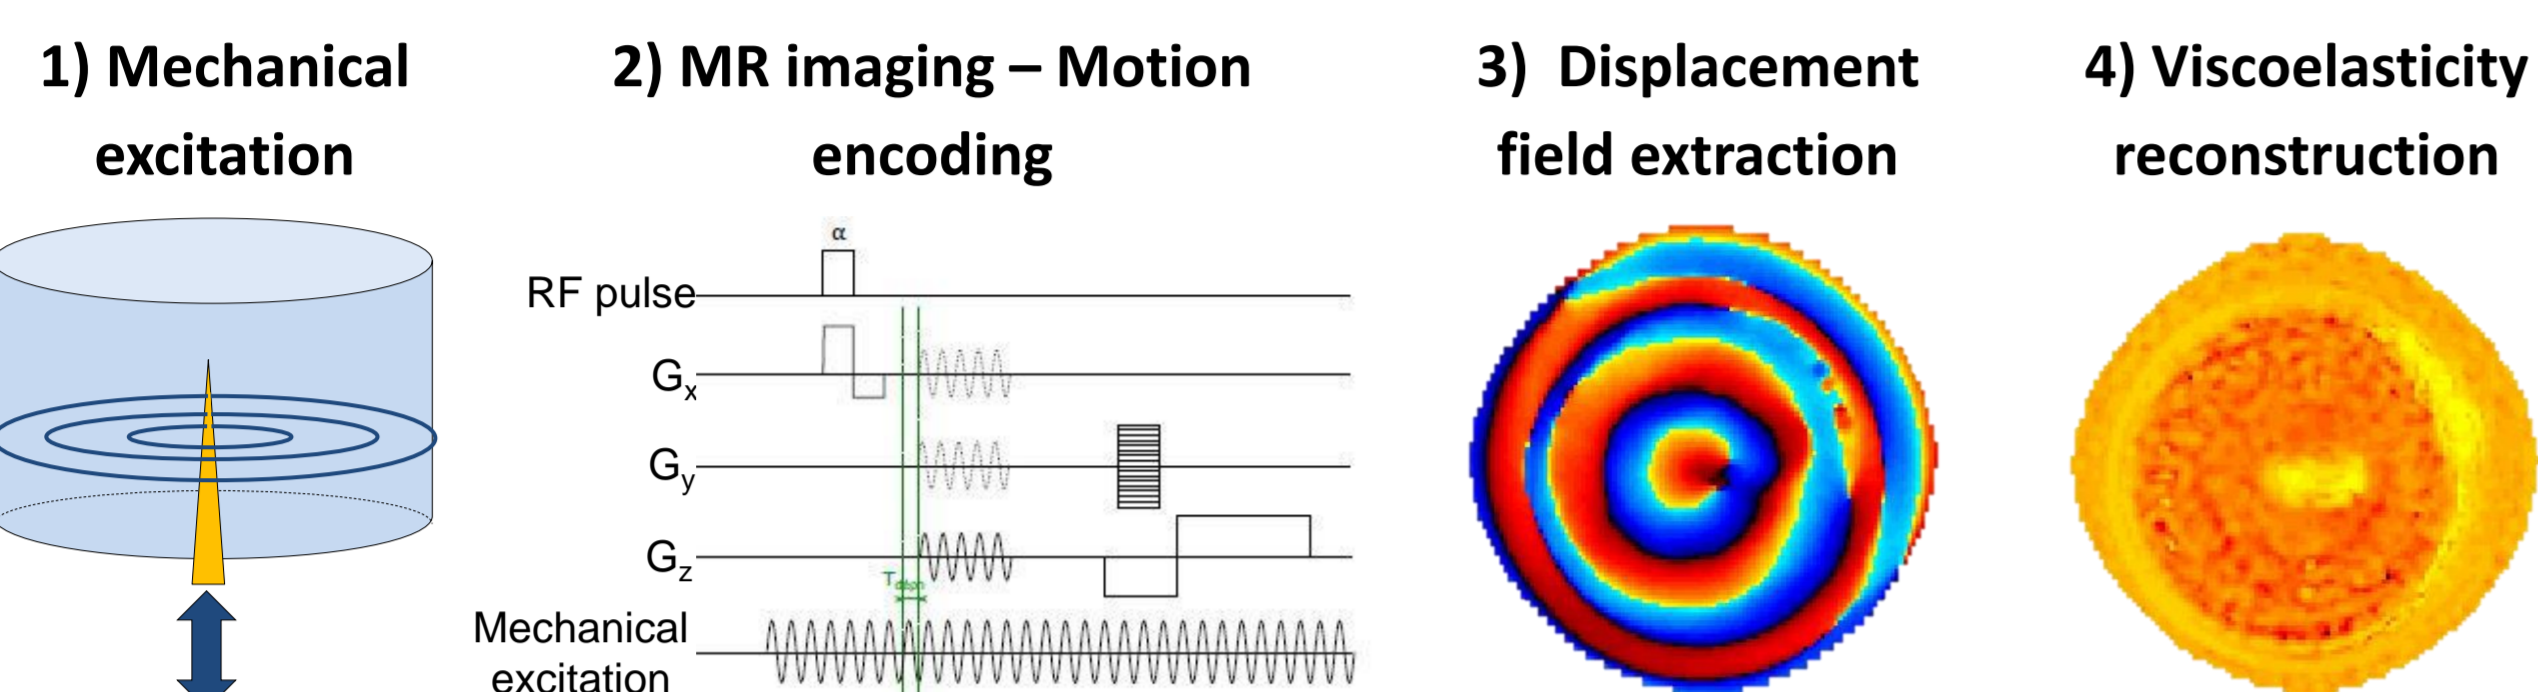 1) Mechanical
excitation
2) MR imaging – Motion
encoding
3) Displacement
field extraction
4) Viscoelasticity
reconstruction
α
RF pulse
Gx
Gy
Gz
Mechanical
excitation